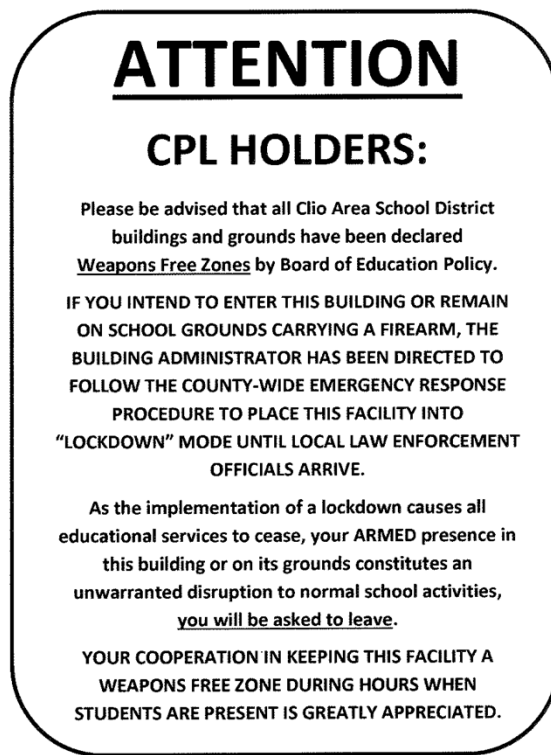 ATTENTION
CPL HOLDERS:
Please be advised that all Clio Area School District
buildings and grounds have been declared
Weapons Free Zones by Board of Education Policy.
IF YOU INTEND TO ENTER THIS BUILDING OR REMAIN
ON SCHOOL GROUNDS CARRYING A FIREARM, THE
BUILDING ADMINISTRATOR HAS BEEN DIRECTED TO
FOLLOW THE COUNTY-WIDE EMERGENCY RESPONSE
PROCEDURE TO PLACE THIS FACILITY INTO
“LOCKDOWN” MODE UNTIL LOCAL LAW ENFORCEMENT
OFFICIALS ARRIVE.
As the implementation of a lockdown causes all
educational services to cease, your ARMED presence in
this building or on its grounds constitutes an
unwarranted disruption to normal school activities,
you will be asked to leave.
YOUR COOPERATION IN KEEPING THIS FACILITY A
WEAPONS FREE ZONE DURING HOURS WHEN
STUDENTS ARE PRESENT IS GREATLY APPRECIATED.